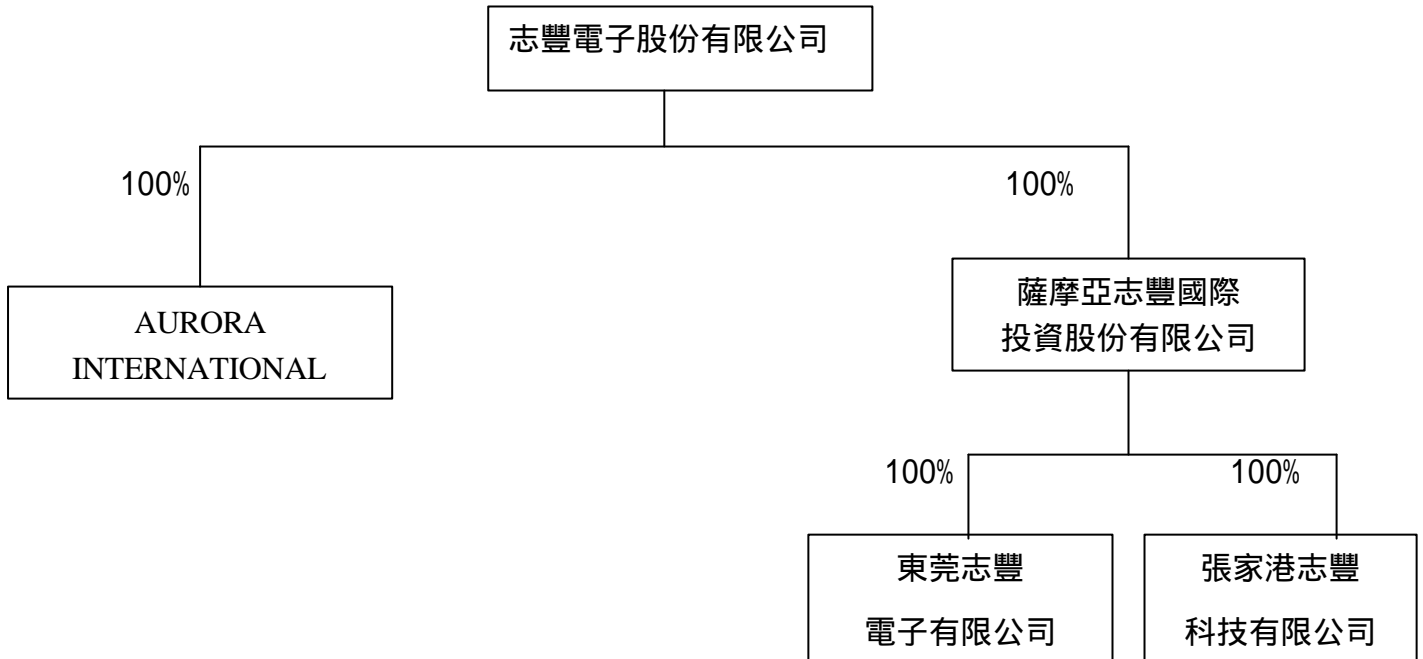 志豐電子股份有限公司
100%
100%
AURORA
INTERNATIONAL
薩摩亞志豐國際
投資股份有限公司
100%
100%
東莞志豐
電子有限公司
張家港志豐
科技有限公司